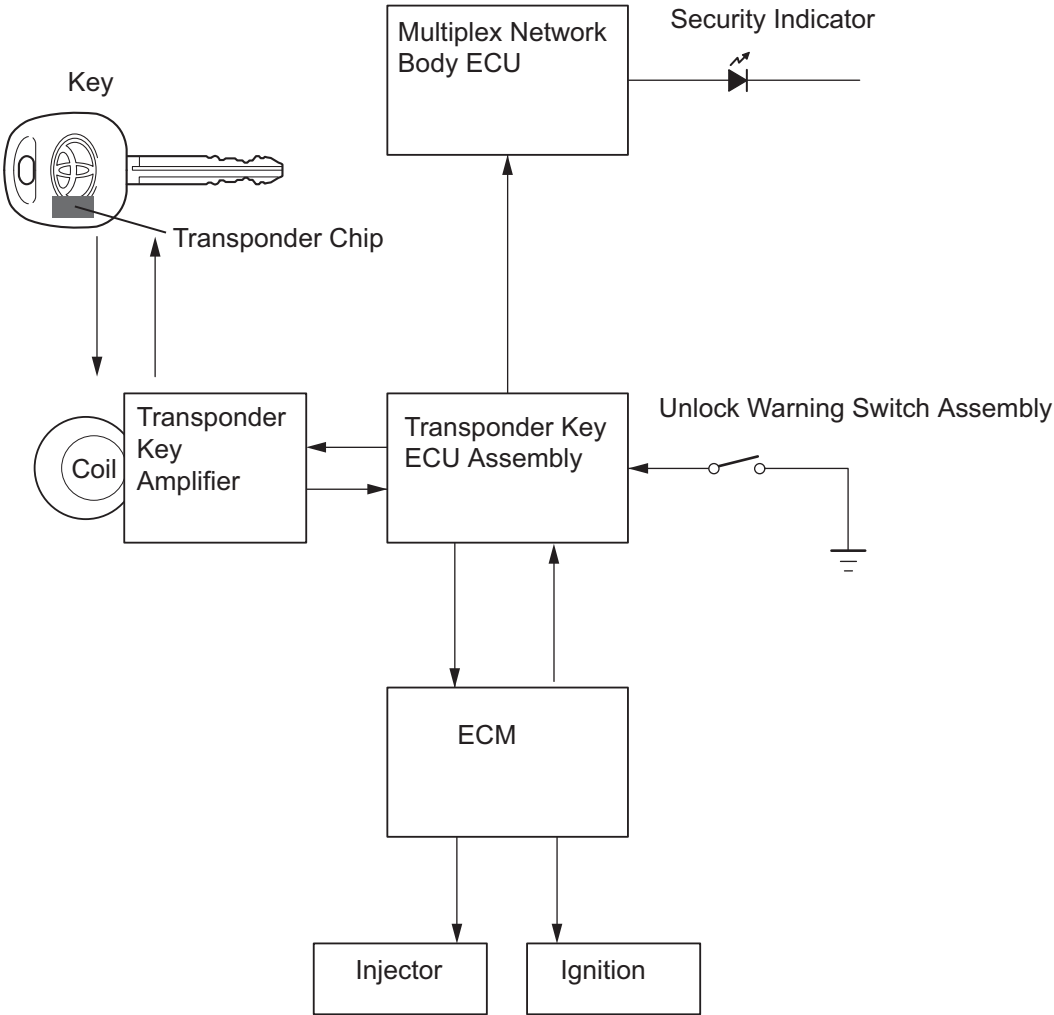 Security Indicator
Multiplex Network
Body ECU
Key
Transponder Chip
Transponder
Key
Amplifier
Coil
Transponder Key
ECU Assembly
Unlock Warning Switch Assembly
ECM
Injector
Ignition